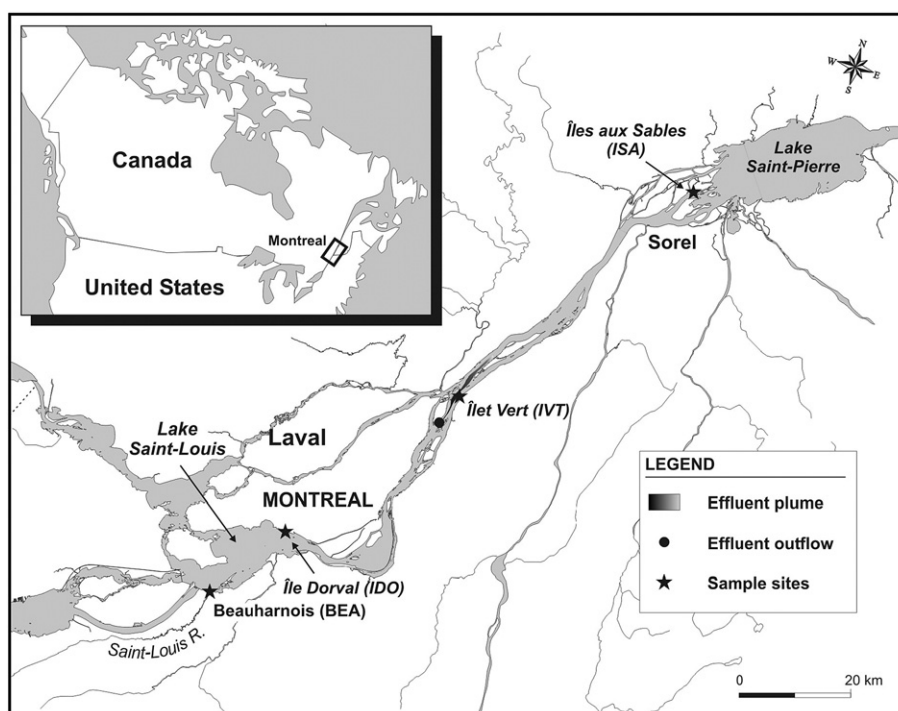 Canada
Montreal
United States
N
W
E
S
Îles aux Sables
(ISA)
Lake
Saint-Pierre
Sorel
Îlet Vert (IVT)
Lake
Saint-Louis
Laval
MONTREAL
Île Dorval (IDO)
Beauharnois (BEA)
Saint-Louis R.
LEGEND
Effluent plume
Effluent outflow
Sample sites
0 20 km